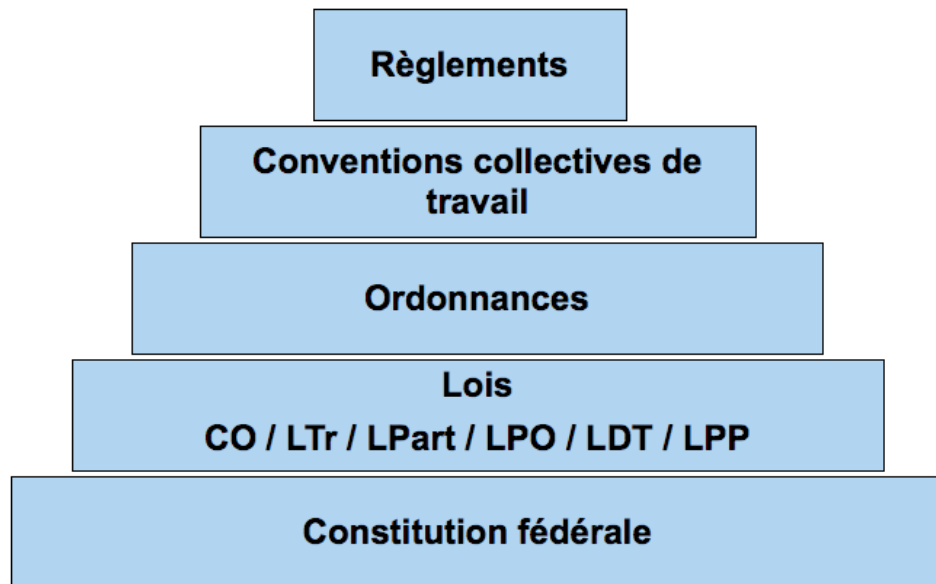 Règlements
Conventions collectives de
travail
Ordonnances
Lois
CO / LTr / LPart / LPO / LDT / LPP
Constitution fédérale